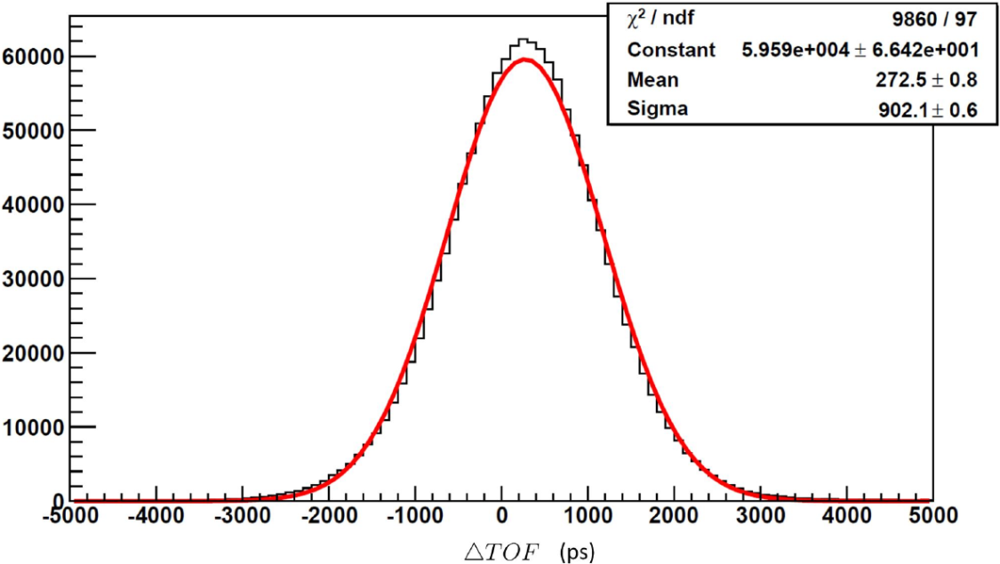 χ² / ndf 9860 / 97
Constant 5.959e+004 ± 6.642e+001
Mean 272.5 ± 0.8
Sigma 902.1 ± 0.6
60000
50000
40000
30000
20000
10000
0
-5000 -4000 -3000 -2000 -1000 0 1000 2000 3000 4000 5000
△TOF (ps)